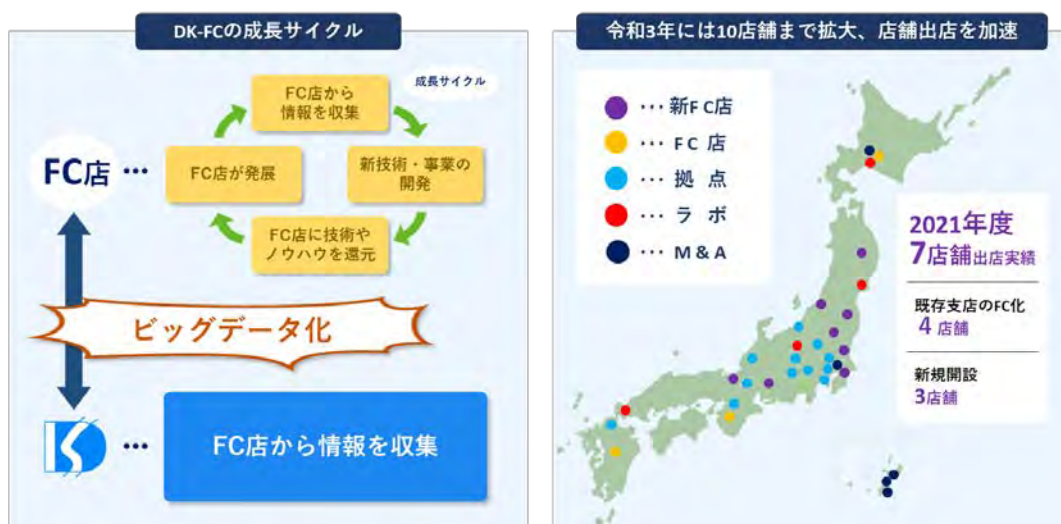 DK-FCの成長サイクル
成長サイクル
FC店から
情報を収集
FC店…
FC店が発展
新技術・事業の
開発
FC店に技術や
ノウハウを還元
ビッグデータ化
…
FC店から情報を収集
令和3年には10店舗まで拡大、店舗出店を加速
…新FC店
…FC店
…拠点
…ラボ
…M&A
2021年度
7店舗出店実績
既存支店のFC化
4店舗
新規開設
3店舗